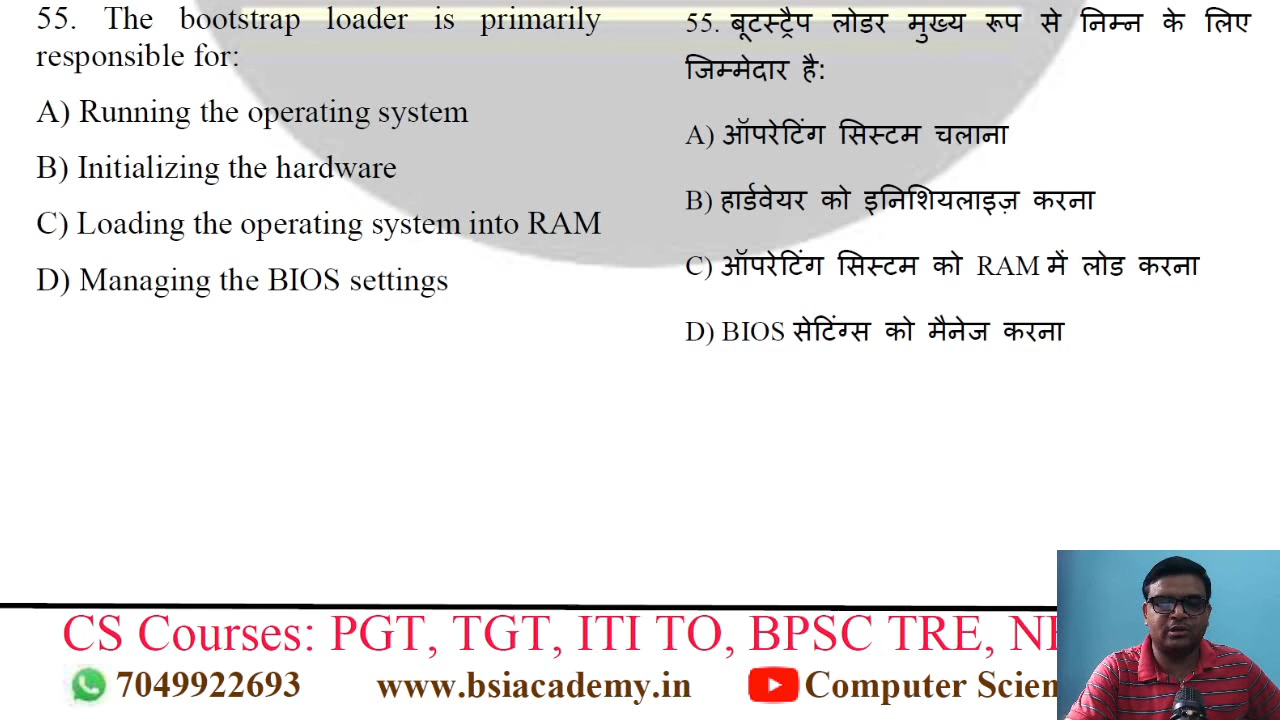 55. The bootstrap loader is primarily
responsible for:
A) Running the operating system
B) Initializing the hardware
C) Loading the operating system into RAM
D) Managing the BIOS settings
55. बूटस्ट्रैप लोडर मुख्य रूप से निम्न के लिए
जिम्मेदार है:
A) ऑपरेटिंग सिस्टम चलाना
B) हार्डवेयर को इनिशियलाइज़ करना
C) ऑपरेटिंग सिस्टम को RAM में लोड करना
D) BIOS सेटिंग्स को मैनेज करना
CS Courses: PGT, TGT, ITI TO, BPSC TRE,
7049922693 www.bsiacademy.in Computer